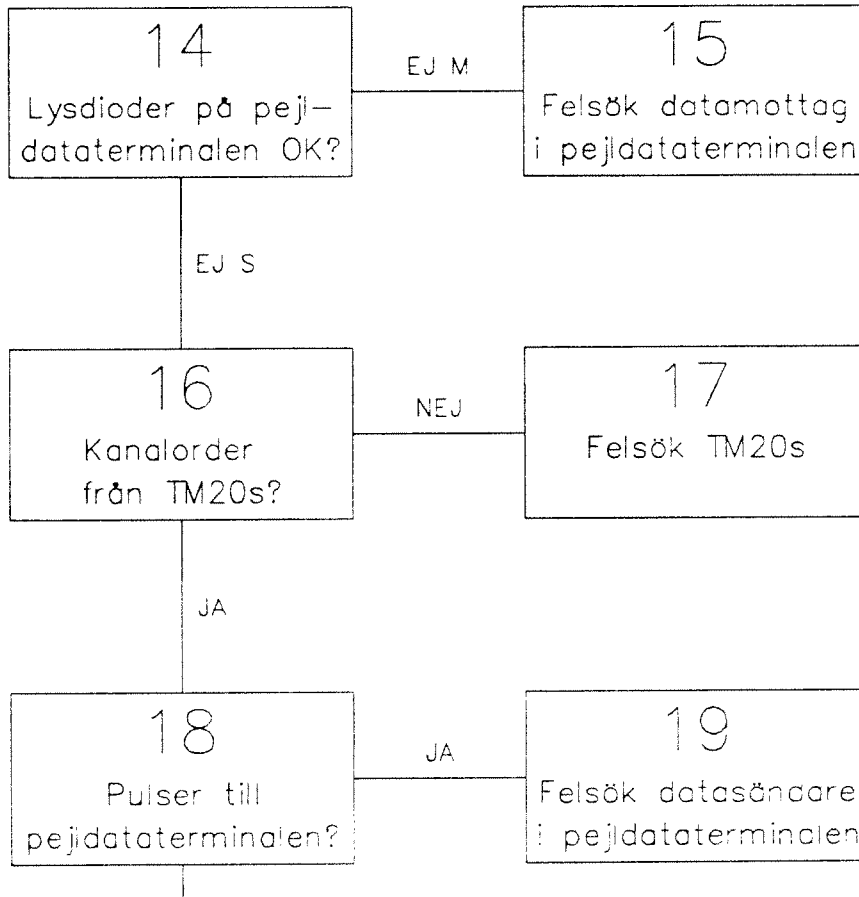 14
Lysdioder på pejl-
dataterminalen OK?
EJ M
15
Felsök datamottag
i pejldataterminalen
EJ S
16
Kanalorder
från TM20s?
NEJ
17
Felsök TM20s
JA
18
Pulser till
pejldataterminalen?
JA
19
Felsök datasändare
i pejldataterminalen